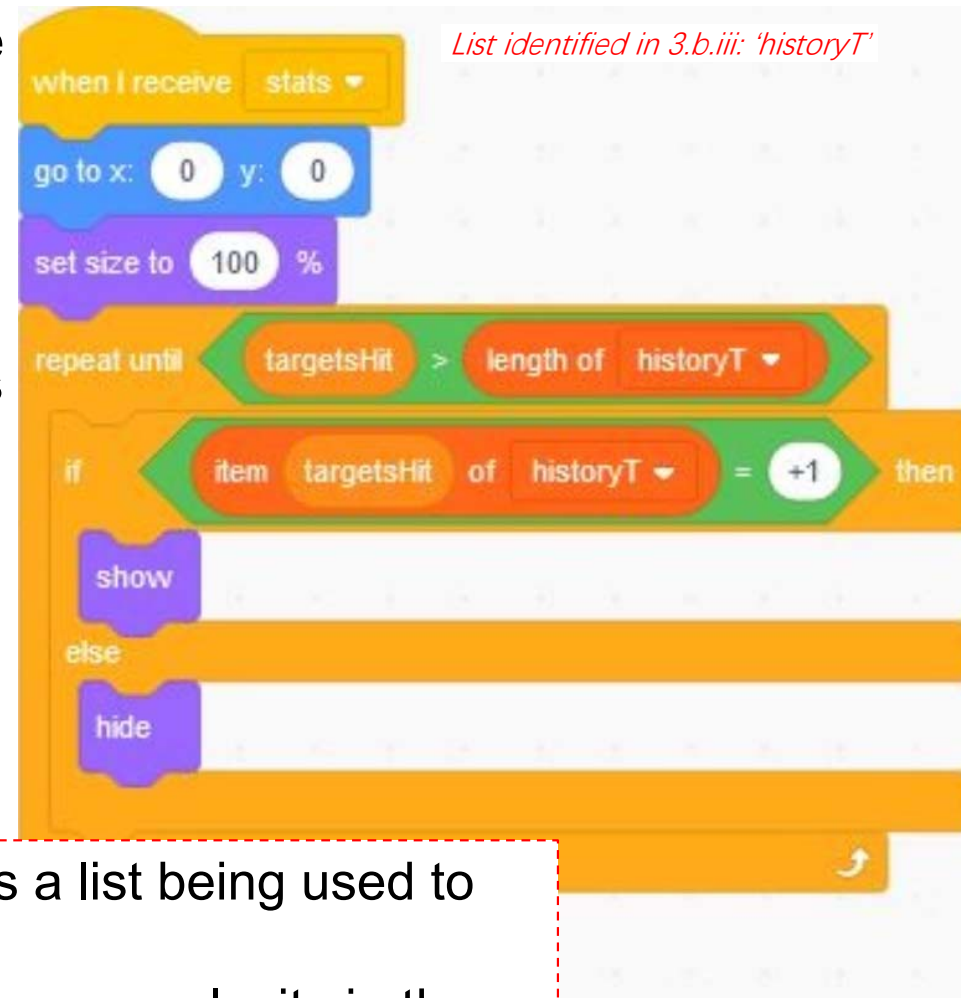 List identified in 3.b.iii: 'historyT'
when I receive stats
go to x: 0 y: 0
set size to 100 %
repeat until targetsHit > length of historyT
if item targetsHit of historyT = +1 then
show
else
hide
s a list being used to